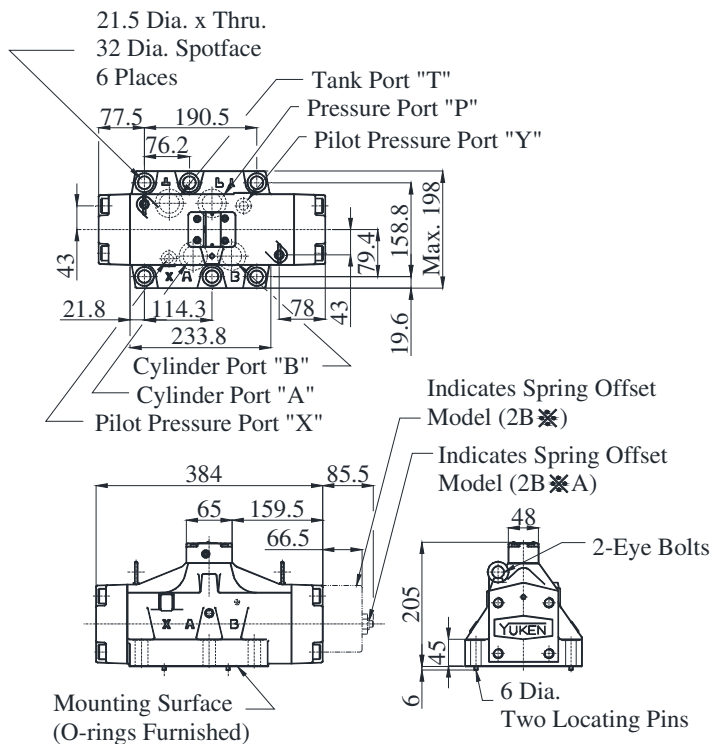 21.5 Dia. x Thru.
32 Dia. Spotface
6 Places
Tank Port "T"
Pressure Port "P"
Pilot Pressure Port "Y"
77.5
190.5
76.2
43
158.8
Max. 198
79.4
43
19.6
21.8
114.3
78
233.8
X A B
Cylinder Port "B"
Cylinder Port "A"
Pilot Pressure Port "X"
Indicates Spring Offset
Model (2B※)
Indicates Spring Offset
Model (2B※A)
384
85.5
65
159.5
66.5
48
2-Eye Bolts
X A B
YUKEN
205
45
6
Mounting Surface
(O-rings Furnished)
6 Dia.
Two Locating Pins